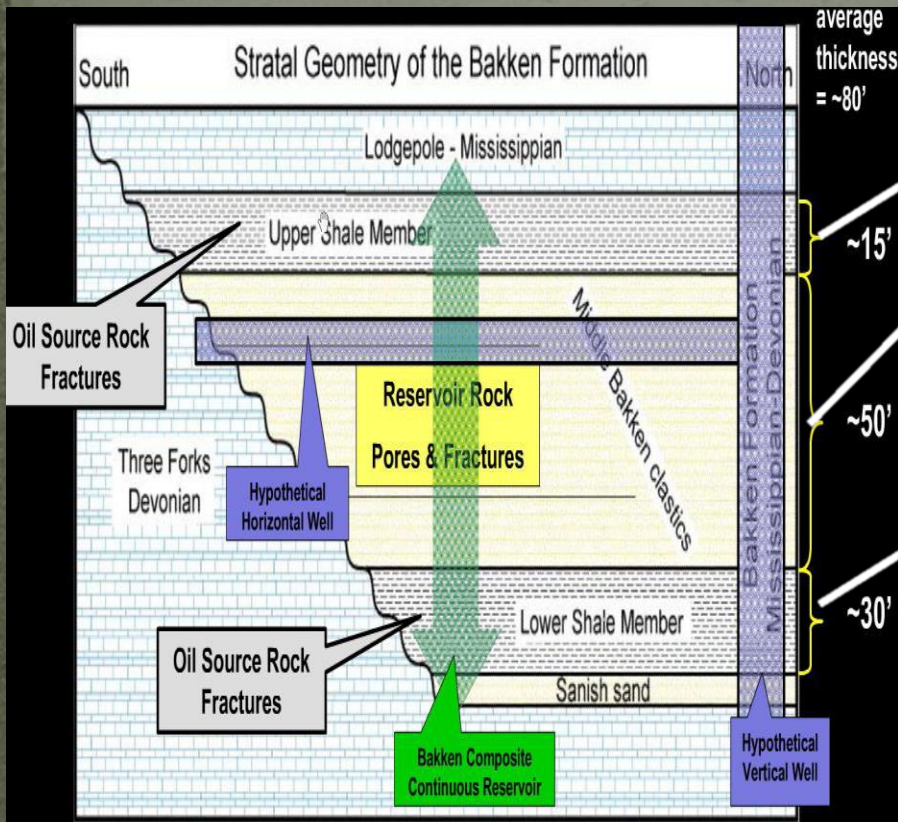 Stratal Geometry of the Bakken Formation
South
North
average
thickness
= ~80'
Lodgepole - Mississippian
Upper Shale Member
~15'
Oil Source Rock
Fractures
Middle Bakken clastics
Reservoir Rock
Pores & Fractures
Bakken Formation
Mississippian-Devonian
~50'
Three Forks
Devonian
Hypothetical
Horizontal Well
Lower Shale Member
~30'
Oil Source Rock
Fractures
Sanish sand
Bakken Composite
Continuous Reservoir
Hypothetical
Vertical Well